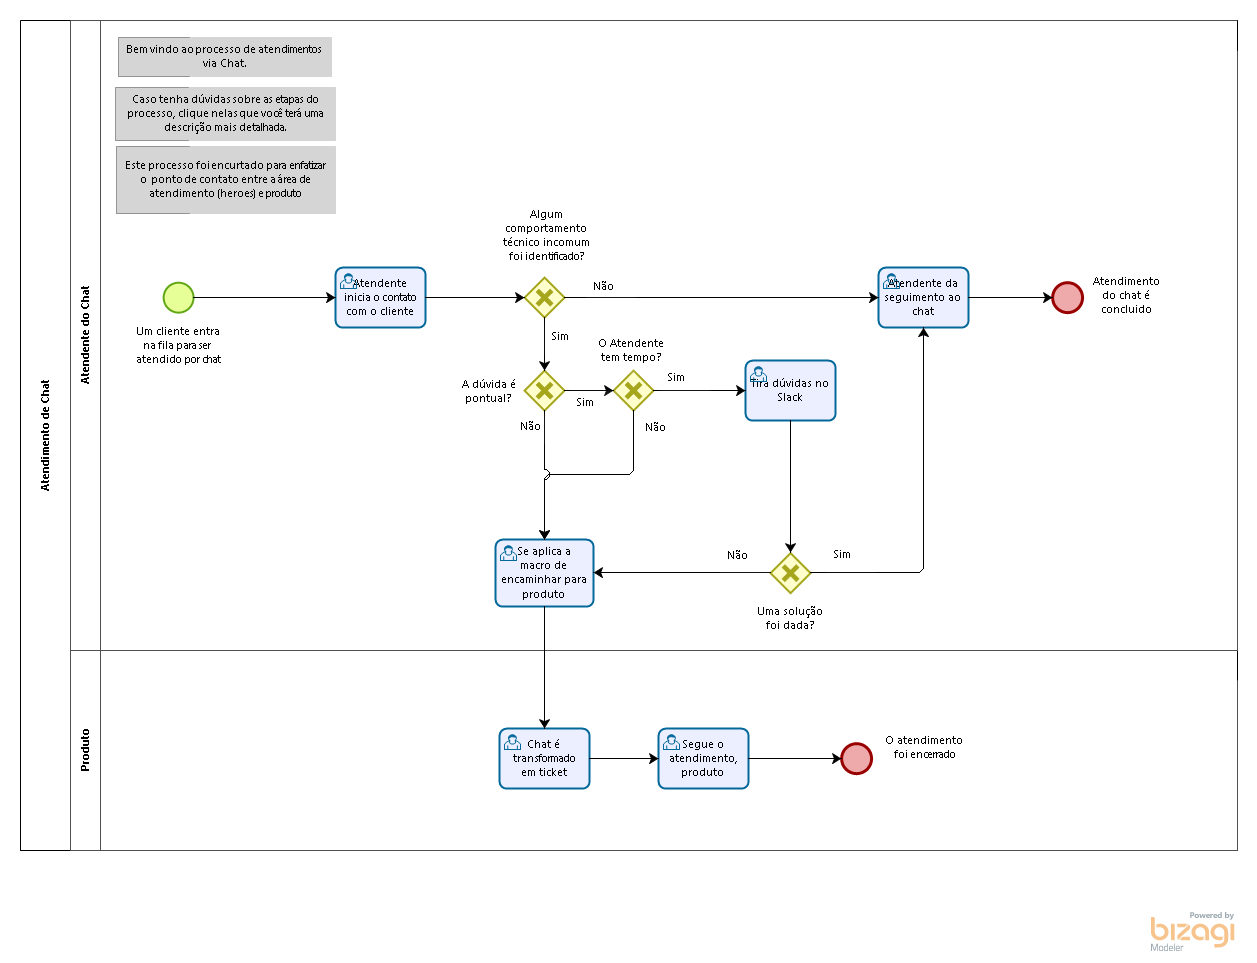 Bem vindo ao processo de atendimentos
via Chat.
Caso tenha dúvidas sobre as etapas do
processo, clique nelas que você terá uma
descrição mais detalhada.
Este processo foi encurtado para enfatizar
o ponto de contato entre a área de
atendimento (heroes) e produto
Atendimento de Chat
Atendente do Chat
Um cliente entra
na fila para ser
atendido por chat
Atendente
inicia o contato
com o cliente
Algum
comportamento
técnico incomum
foi identificado?
Não
Sim
Atendente da
seguimento ao
chat
Atendimento
do chat é
concluido
A dúvida é
pontual?
Sim
Não
O Atendente
tem tempo?
Sim
Não
Tira dúvidas no
Slack
Se aplica a
macro de
encaminhar para
produto
Não
Sim
Uma solução
foi dada?
Produto
Chat é
transformado
em ticket
Segue o
atendimento,
produto
O atendimento
foi encerrado
Powered by
bizagi
Modeler